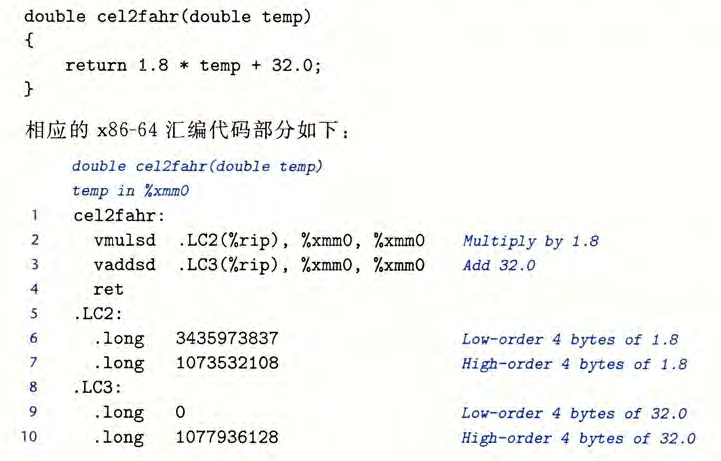 double cel2fahr(double temp)
{
    return 1.8 * temp + 32.0;
}
相应的 x86-64 汇编代码部分如下：
double cel2fahr(double temp)
temp in %xmm0
1 cel2fahr:
2 vmulsd .LC2(%rip), %xmm0, %xmm0 Multiply by 1.8
3 vaddsd .LC3(%rip), %xmm0, %xmm0 Add 32.0
4 ret
5 .LC2:
6 .long 3435973837 Low-order 4 bytes of 1.8
7 .long 1073532108 High-order 4 bytes of 1.8
8 .LC3:
9 .long 0 Low-order 4 bytes of 32.0
10 .long 1077936128 High-order 4 bytes of 32.0